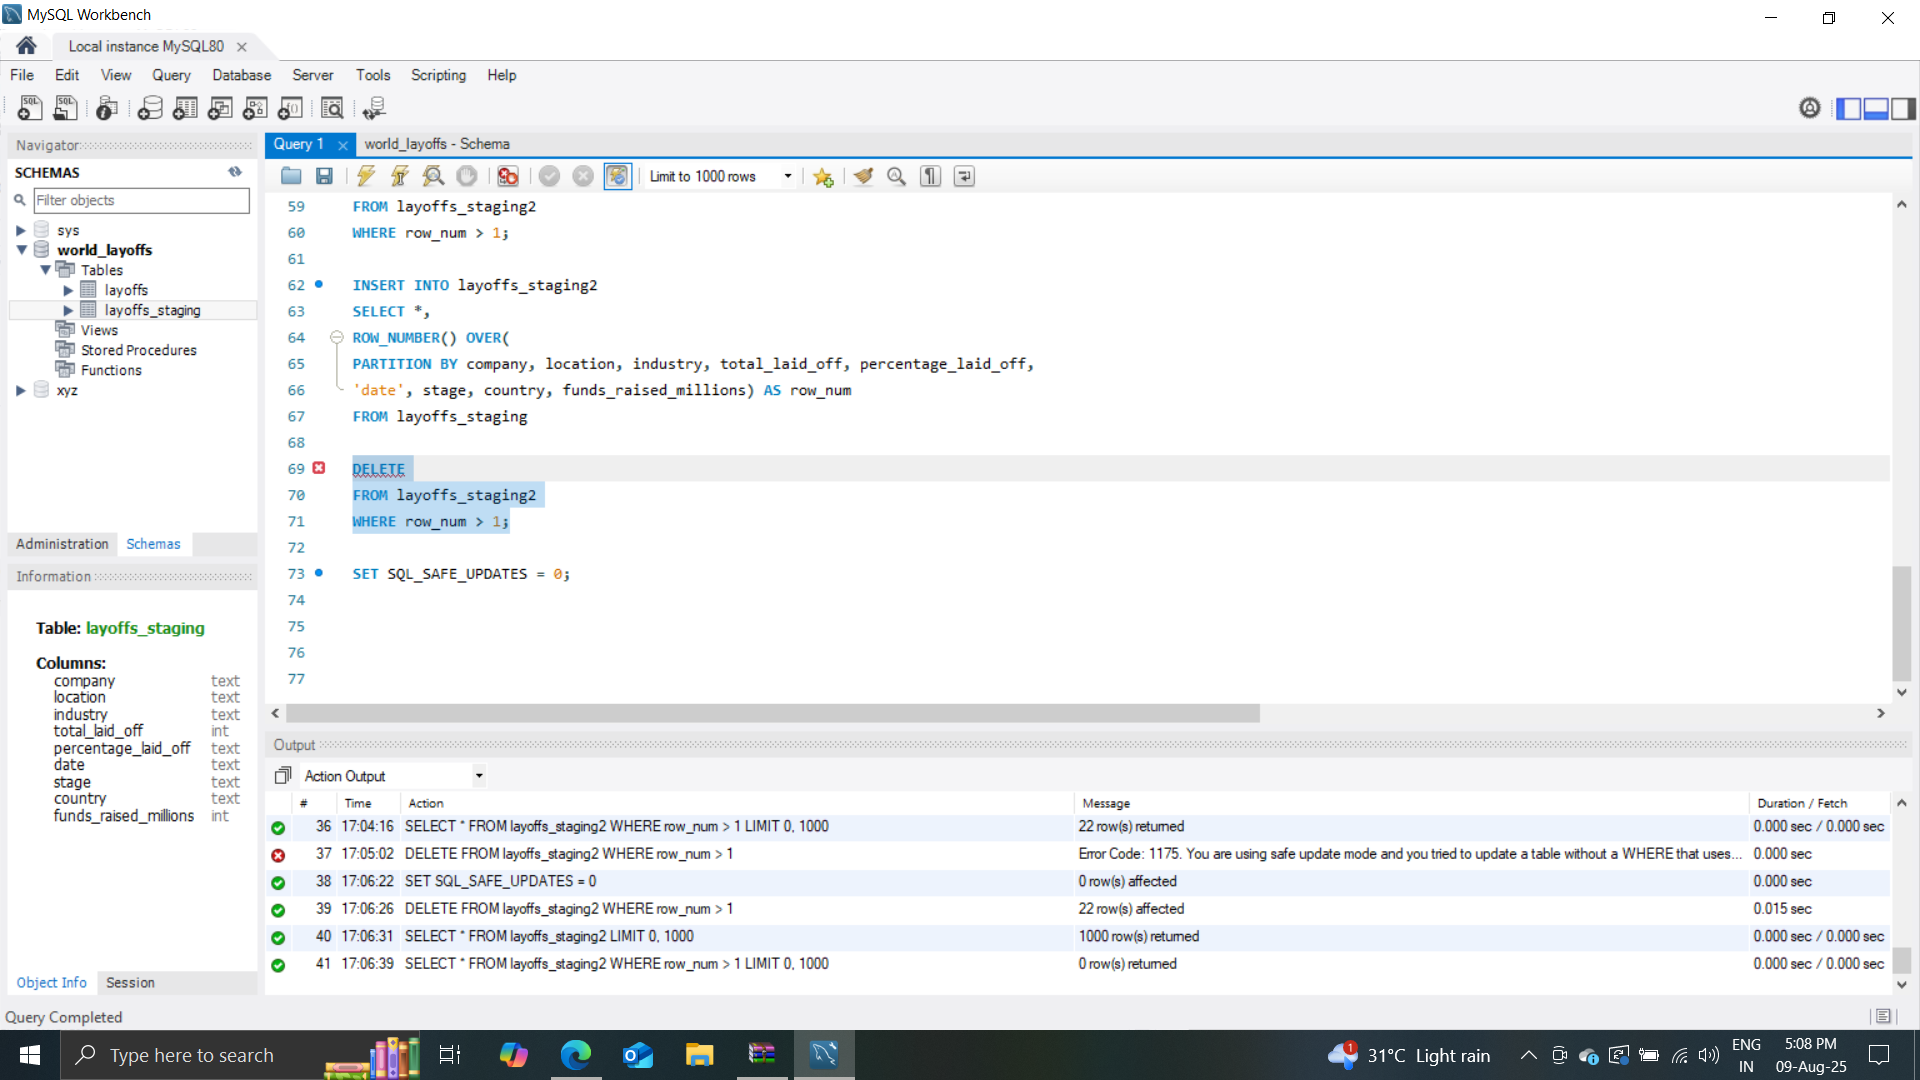 MySQL Workbench
Local instance MySQL80
File Edit View Query Database Server Tools Scripting Help
Navigator
Query 1
world_layoffs - Schema
SCHEMAS
Limit to 1000 rows
Filter objects
sys
world_layoffs
Tables
layoffs
layoffs_staging
Views
Stored Procedures
Functions
xyz
Administration Schemas
Information
Table: layoffs_staging
Columns:
company text
location text
industry text
total_laid_off int
percentage_laid_off text
date text
stage text
country text
funds_raised_millions int
Object Info Session
59 FROM layoffs_staging2
60 WHERE row_num > 1;
61
62 INSERT INTO layoffs_staging2
63 SELECT *,
64 ROW_NUMBER() OVER(
65 PARTITION BY company, location, industry, total_laid_off, percentage_laid_off,
66 'date', stage, country, funds_raised_millions) AS row_num
67 FROM layoffs_staging
68
69 DELETE
70 FROM layoffs_staging2
71 WHERE row_num > 1;
72
73 SET SQL_SAFE_UPDATES = 0;
74
75
76
77
Output
Action Output
# Time Action Message Duration / Fetch
36 17:04:16 SELECT * FROM layoffs_staging2 WHERE row_num > 1 LIMIT 0, 1000 22 row(s) returned 0.000 sec / 0.000 sec
37 17:05:02 DELETE FROM layoffs_staging2 WHERE row_num > 1 Error Code: 1175. You are using safe update mode and you tried to update a table without a WHERE that uses... 0.000 sec
38 17:06:22 SET SQL_SAFE_UPDATES = 0 0 row(s) affected 0.000 sec
39 17:06:26 DELETE FROM layoffs_staging2 WHERE row_num > 1 22 row(s) affected 0.015 sec
40 17:06:31 SELECT * FROM layoffs_staging2 LIMIT 0, 1000 1000 row(s) returned 0.000 sec / 0.000 sec
41 17:06:39 SELECT * FROM layoffs_staging2 WHERE row_num > 1 LIMIT 0, 1000 0 row(s) returned 0.000 sec / 0.000 sec
Query Completed
Type here to search
1
31°C Light rain
ENG
IN
5:08 PM
09-Aug-25